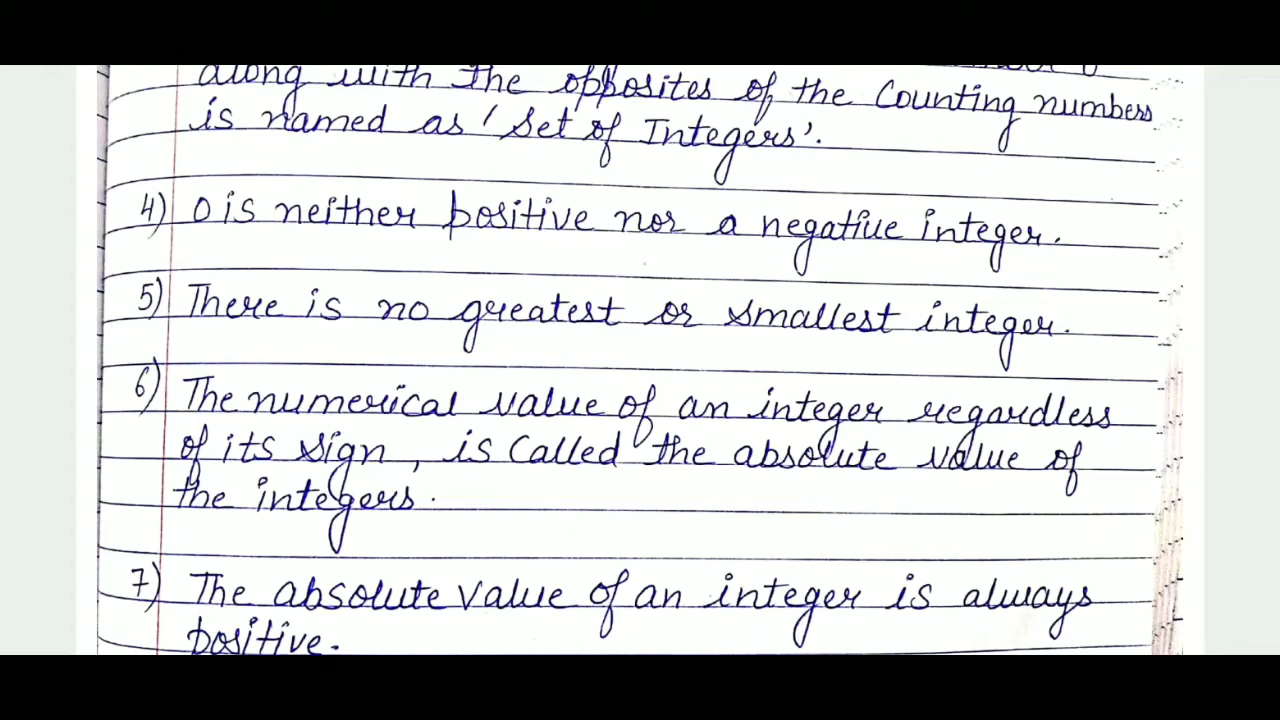 along with the opposites of the Counting numbers
is named as 'Set of Integers'.
4) 0 is neither positive nor a negative integer.
5) There is no greatest or smallest integer.
6) The numerical value of an integer regardless
of its sign, is Called the absolute value of
the integers.
7) The absolute value of an integer is always
positive.